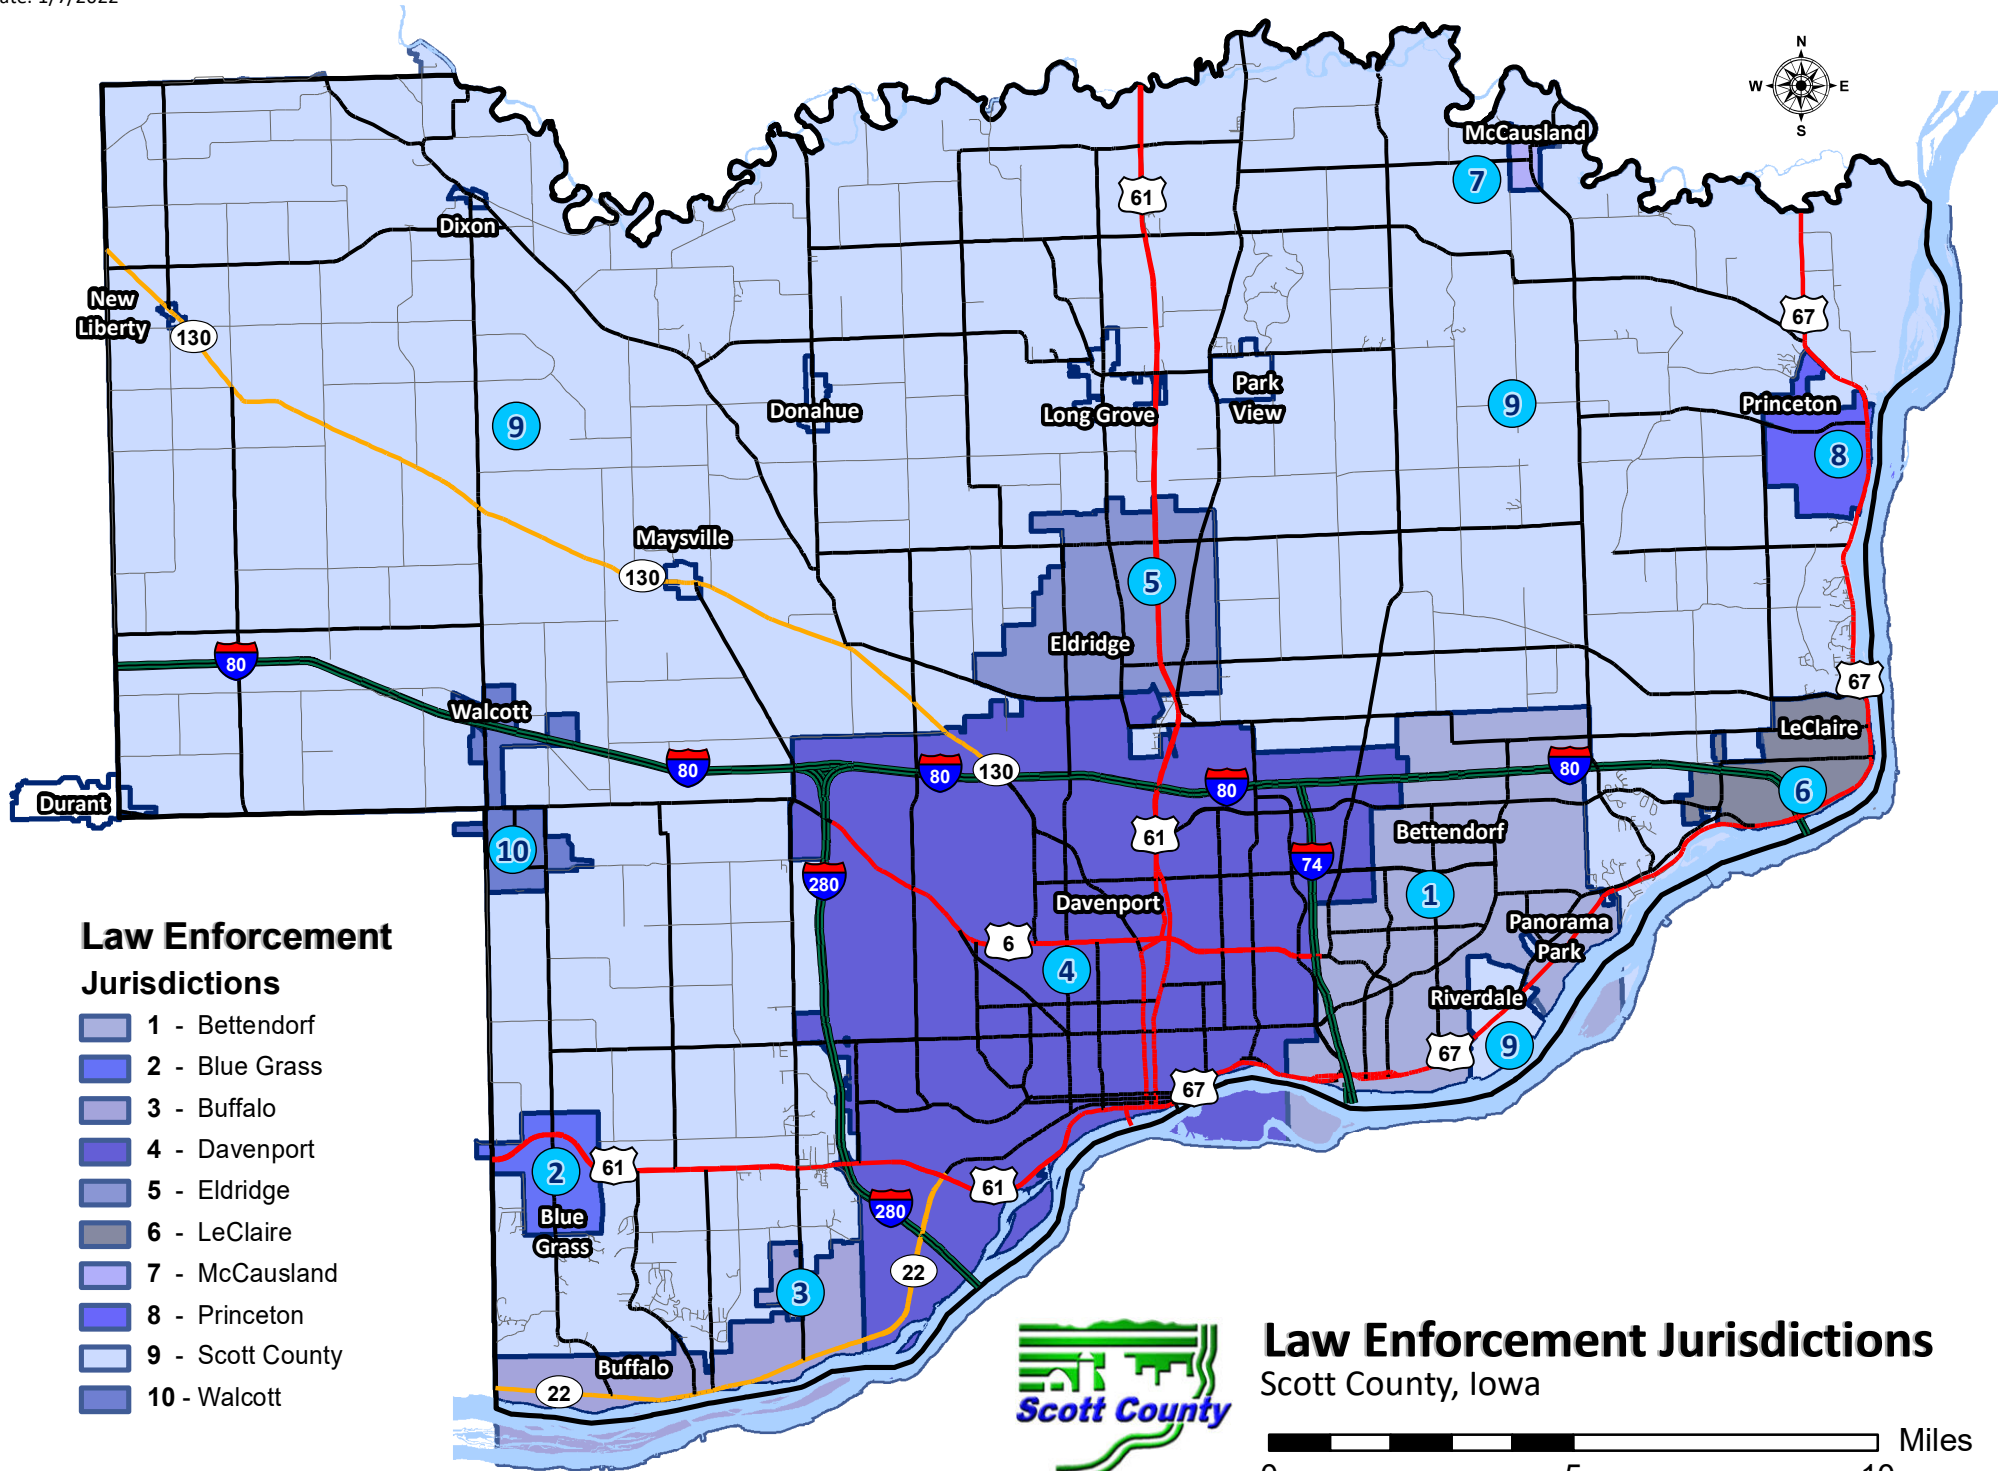 N
W
E
S
McCausland
7
61
Dixon
New
Liberty
130
67
9
Donahue
Long Grove
Park
View
9
Princeton
8
Maysville
130
5
Eldridge
80
67
Walcott
LeClaire
80
80
130
80
80
6
Durant
61
Bettendorf
10
280
74
1
Davenport
Panorama
Park
6
4
Riverdale
9
67
67
2
61
61
Blue
Grass
280
22
3
Buffalo
22
Law Enforcement
Jurisdictions
1 - Bettendorf
2 - Blue Grass
3 - Buffalo
4 - Davenport
5 - Eldridge
6 - LeClaire
7 - McCausland
8 - Princeton
9 - Scott County
10 - Walcott
Scott County
Law Enforcement Jurisdictions
Scott County, Iowa
Miles